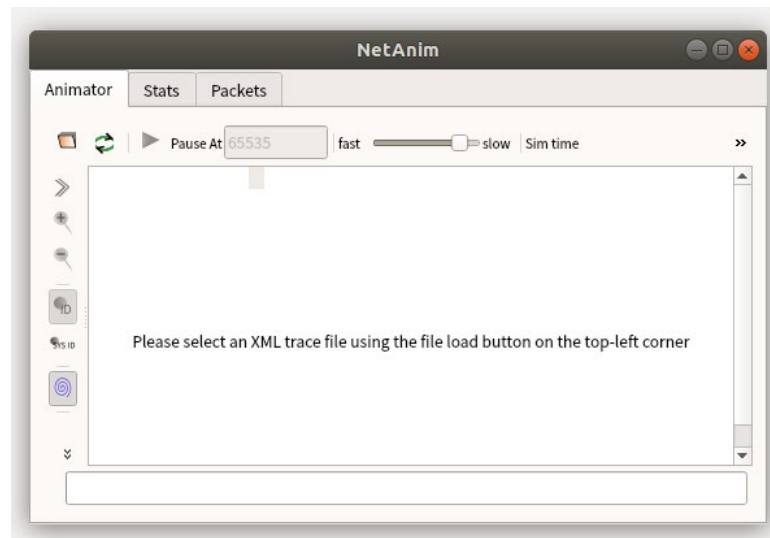 NetAnim
Animator Stats Packets
Pause At 65535 fast slow Sim time
ID
SYS ID
Please select an XML trace file using the file load button on the top-left corner